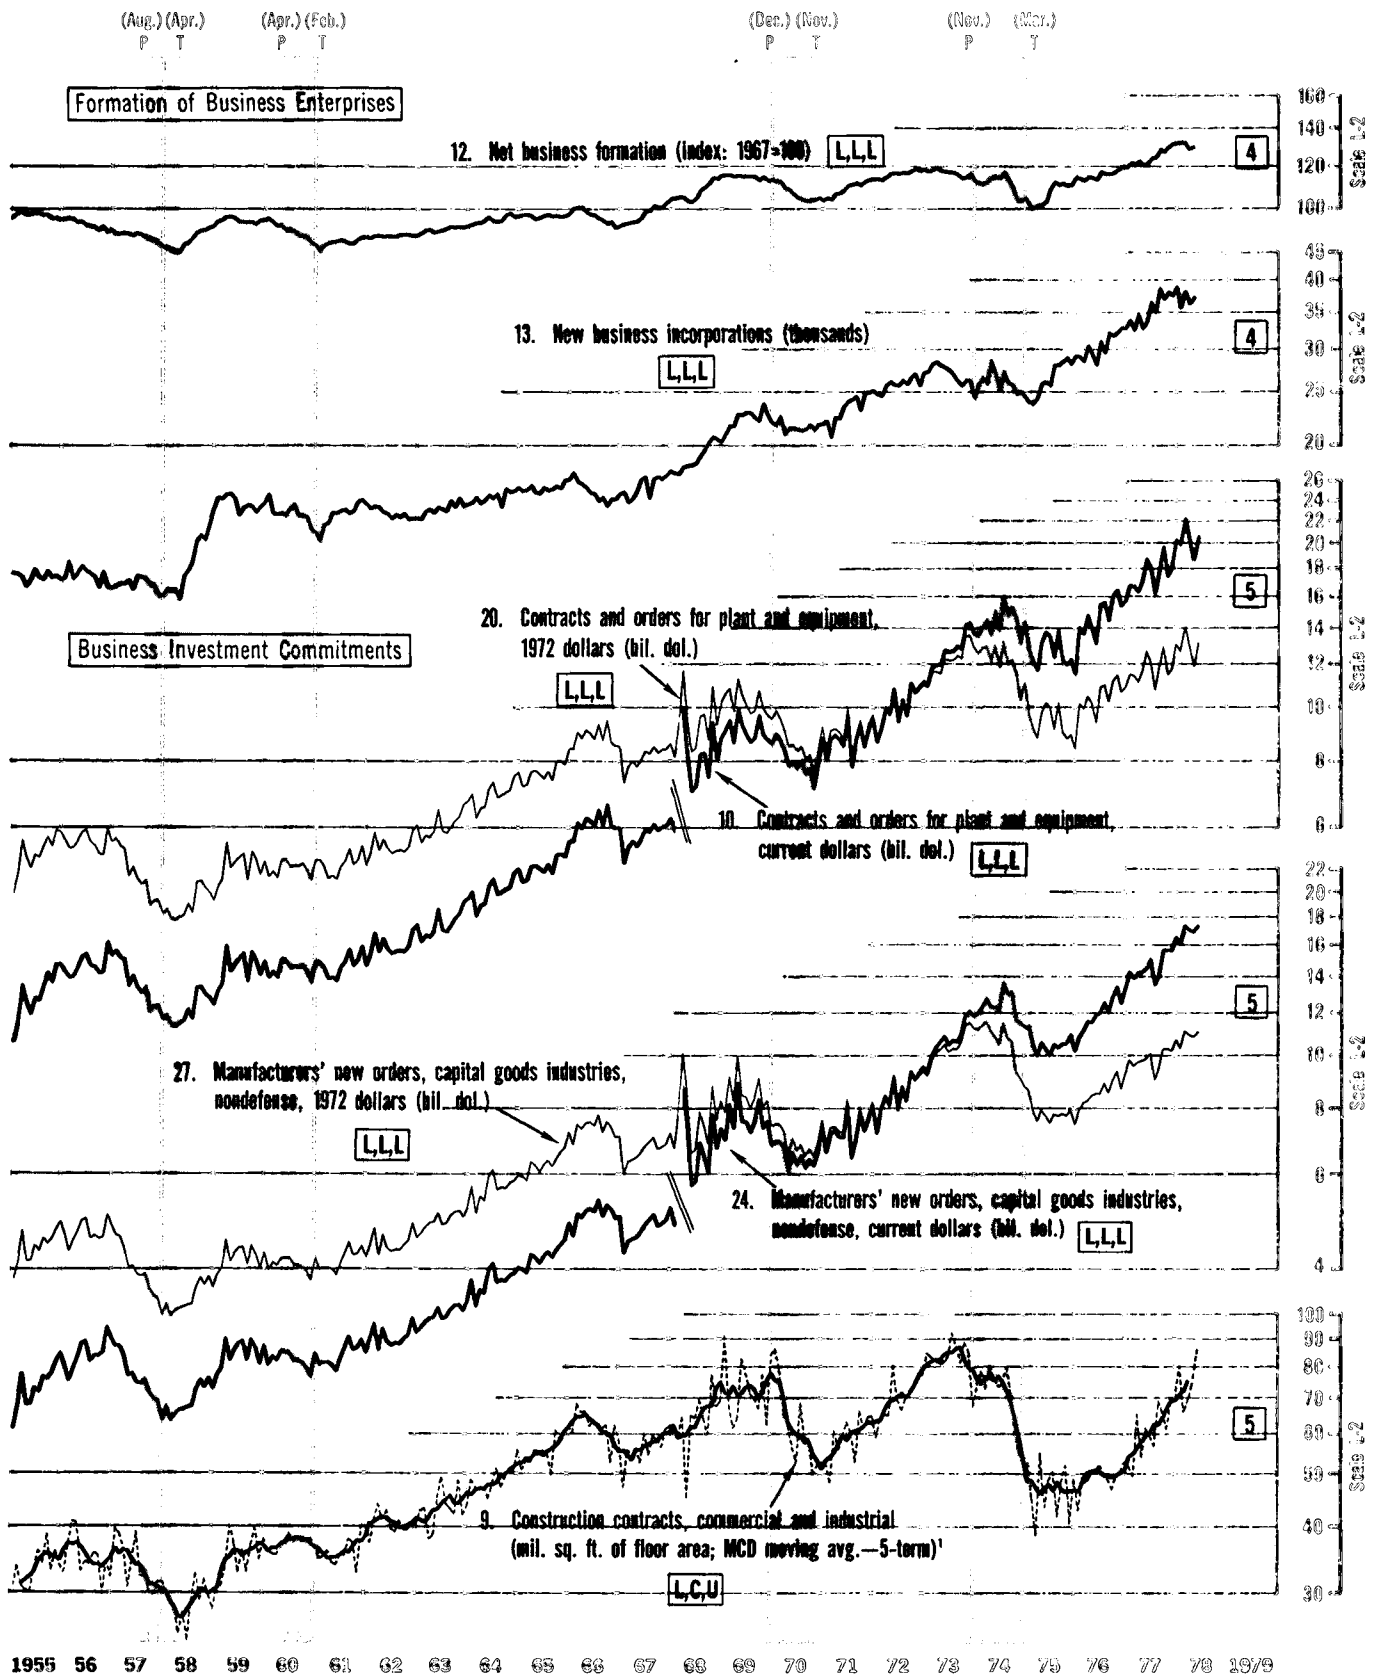 (Aug.) (Apr.) (Apr.) (Feb.) (Dec.) (Nov.) (Nov.) (Mar.)
P T P T P T P T
Formation of Business Enterprises
12. Net business formation (index: 1967=100) L,L,L
4
160
140
120
100
Scale L-2
13. New business incorporations (thousands)
L,L,L
4
45
40
35
30
25
20
Scale L-2
Business Investment Commitments
20. Contracts and orders for plant and equipment,
1972 dollars (bil. dol.)
L,L,L
5
26
24
22
20
18
16
14
12
10
8
6
Scale L-2
10. Contracts and orders for plant and equipment,
current dollars (bil. dol.) L,L,L
27. Manufacturers' new orders, capital goods industries,
nondefense, 1972 dollars (bil. dol.)
L,L,L
5
22
20
18
16
14
12
10
8
6
4
Scale L-2
24. Manufacturers' new orders, capital goods industries,
nondefense, current dollars (bil. dol.) L,L,L
5
100
90
80
70
60
50
40
30
Scale L-2
9. Construction contracts, commercial and industrial
(mil. sq. ft. of floor area; MCD moving avg.—5-term)¹
L,C,U
1955 56 57 58 59 60 61 62 63 64 65 66 67 68 69 70 71 72 73 74 75 76 77 78 1979